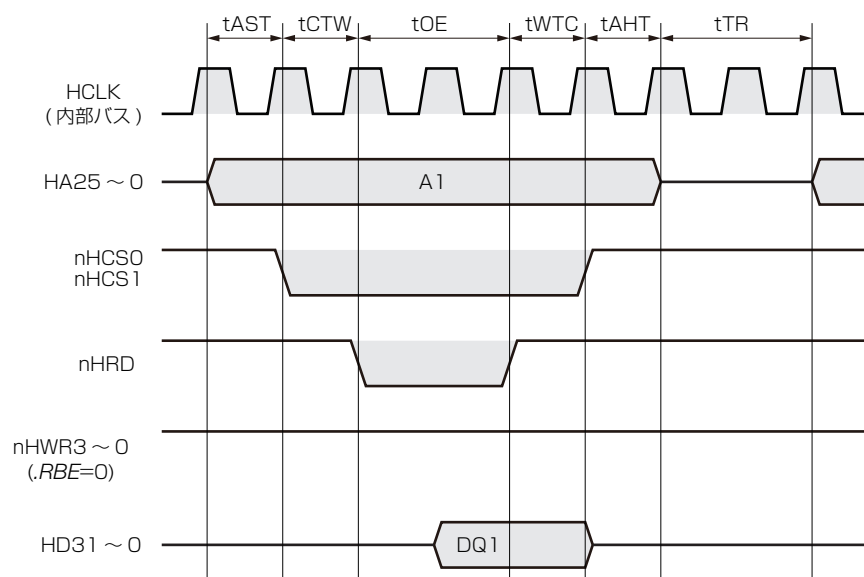 tAST tCTW tOE tWTC tAHT tTR
HCLK
(内部バス)
HA25～0
A1
nHCS0
nHCS1
nHRD
nHWR3～0
(.RBE=0)
HD31～0
DQ1